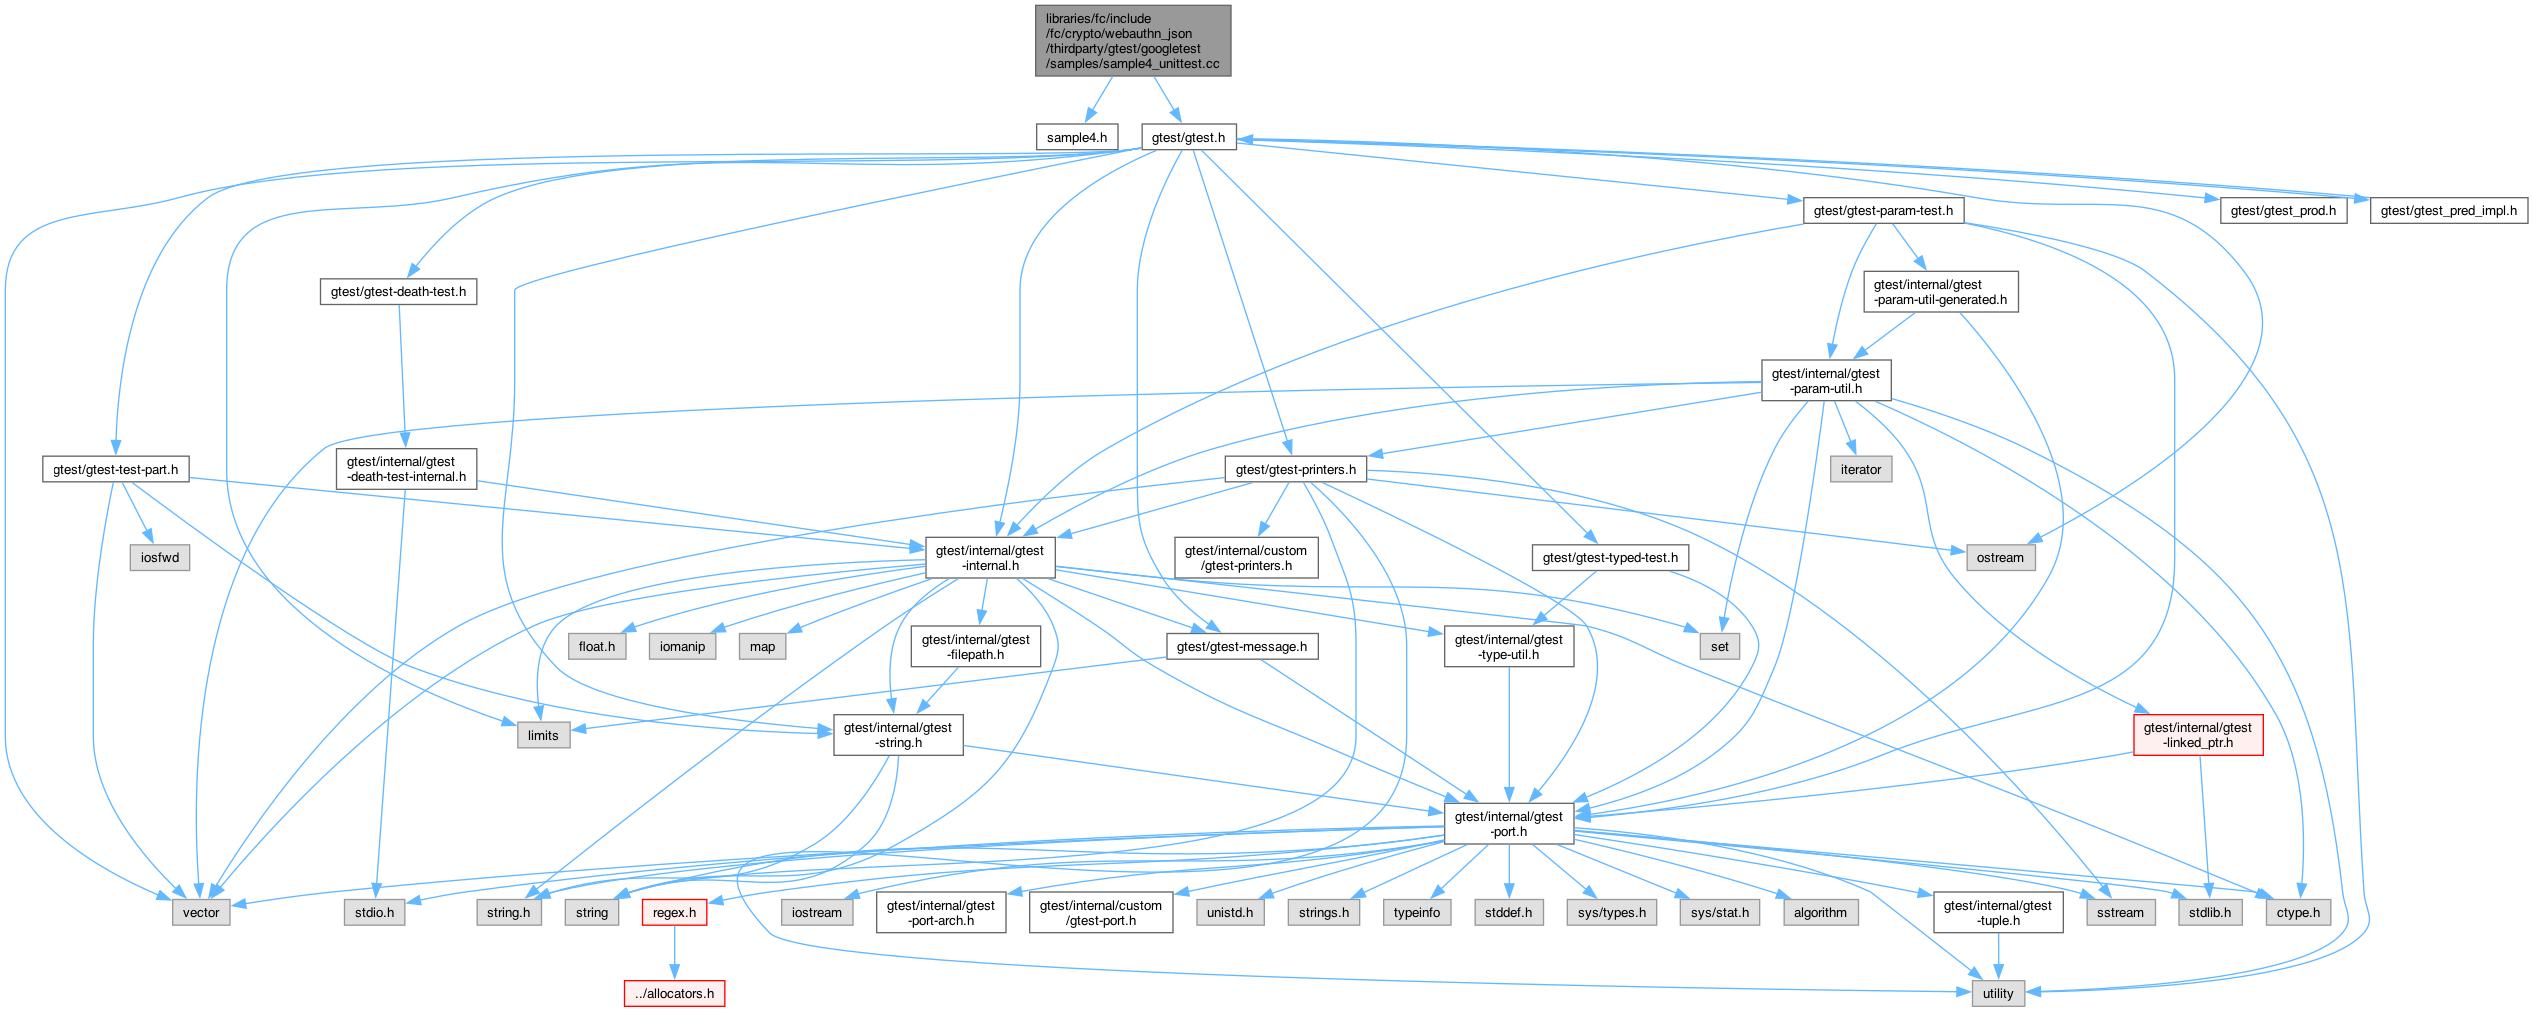 libraries/fc/include
/fc/crypto/webauthn_json
/thirdparty/gtest/googletest
/samples/sample4_unittest.cc
sample4.h
gtest/gtest.h
gtest/gtest-param-test.h
gtest/gtest_prod.h
gtest/gtest_pred_impl.h
gtest/gtest-death-test.h
gtest/internal/gtest
-param-util-generated.h
gtest/internal/gtest
-param-util.h
gtest/gtest-test-part.h
gtest/internal/gtest
-death-test-internal.h
gtest/gtest-printers.h
iterator
iosfwd
gtest/internal/gtest
-internal.h
gtest/internal/custom
/gtest-printers.h
gtest/gtest-typed-test.h
ostream
float.h
iomanip
map
gtest/internal/gtest
-filepath.h
gtest/gtest-message.h
gtest/internal/gtest
-type-util.h
set
limits
gtest/internal/gtest
-string.h
gtest/internal/gtest
-linked_ptr.h
gtest/internal/gtest
-port.h
vector
stdio.h
string.h
string
regex.h
iostream
gtest/internal/gtest
-port-arch.h
gtest/internal/custom
/gtest-port.h
unistd.h
strings.h
typeinfo
stddef.h
sys/types.h
sys/stat.h
algorithm
gtest/internal/gtest
-tuple.h
sstream
stdlib.h
ctype.h
../allocators.h
utility